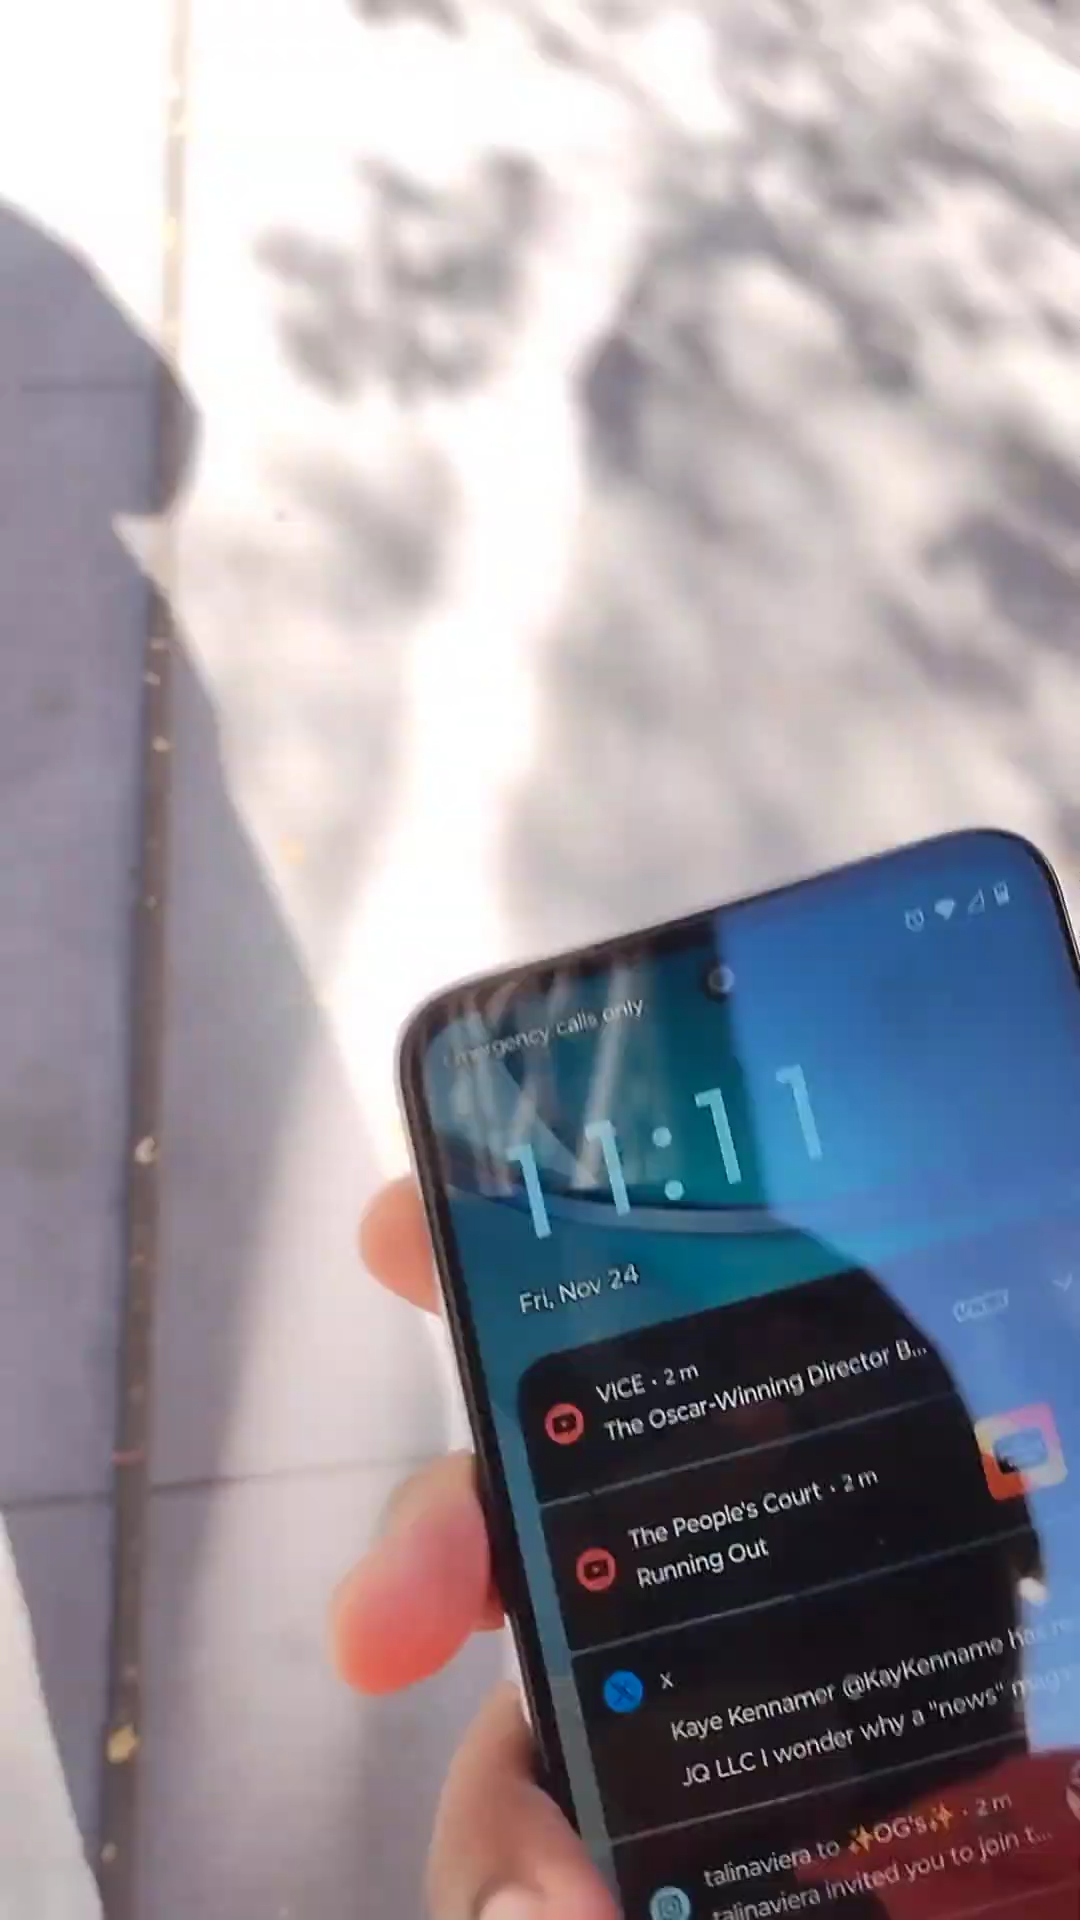 Emergency calls only
11:11
Fri, Nov 24
VICE · 2 m
The Oscar-Winning Director B...
The People's Court · 2 m
Running Out
X
Kaye Kennamer @KayKenname has
JQ LLC I wonder why a "news"
talinaviera to ✨OG's✨ · 2 m
talinaviera invited you to join t...